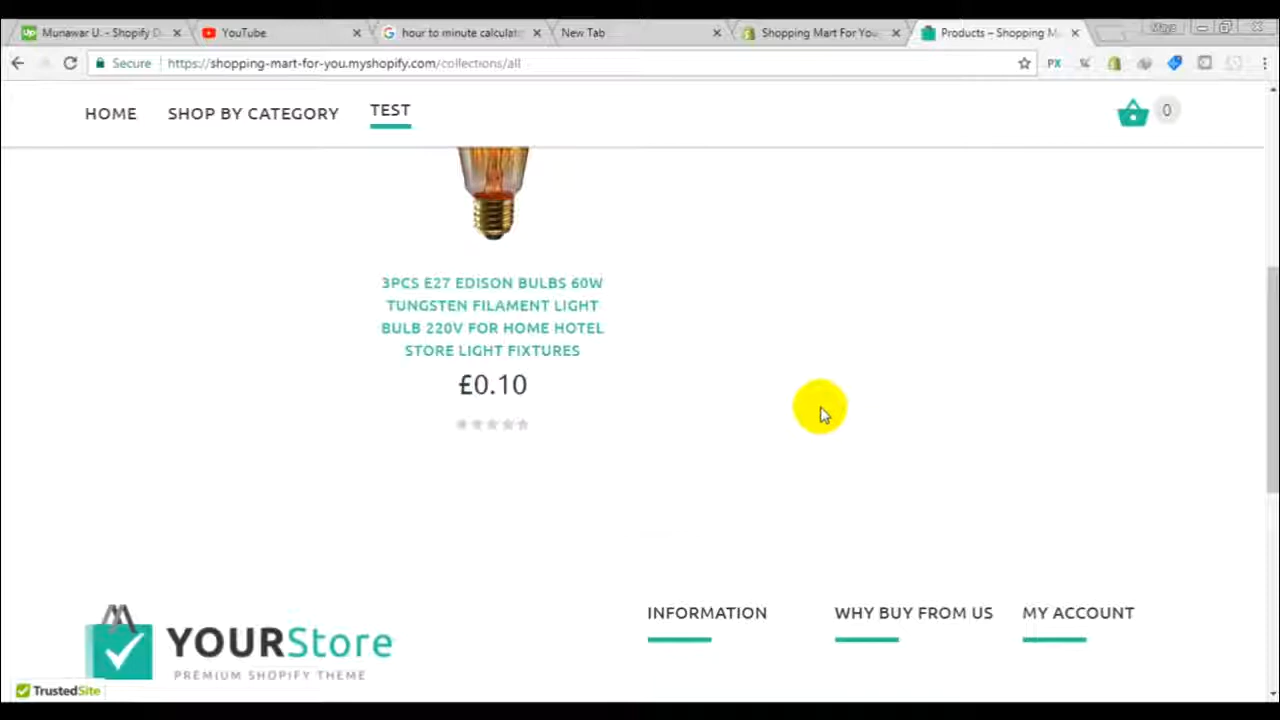 Munawar U. - Shopify D
YouTube
hour to minute calculat
New Tab
Shopping Mart For You
Products – Shopping M
Secure
https://shopping-mart-for-you.myshopify.com/collections/all
HOME
SHOP BY CATEGORY
TEST
0
3PCS E27 EDISON BULBS 60W
TUNGSTEN FILAMENT LIGHT
BULB 220V FOR HOME HOTEL
STORE LIGHT FIXTURES
£0.10
YOURStore
PREMIUM SHOPIFY THEME
INFORMATION
WHY BUY FROM US
MY ACCOUNT
TrustedSite